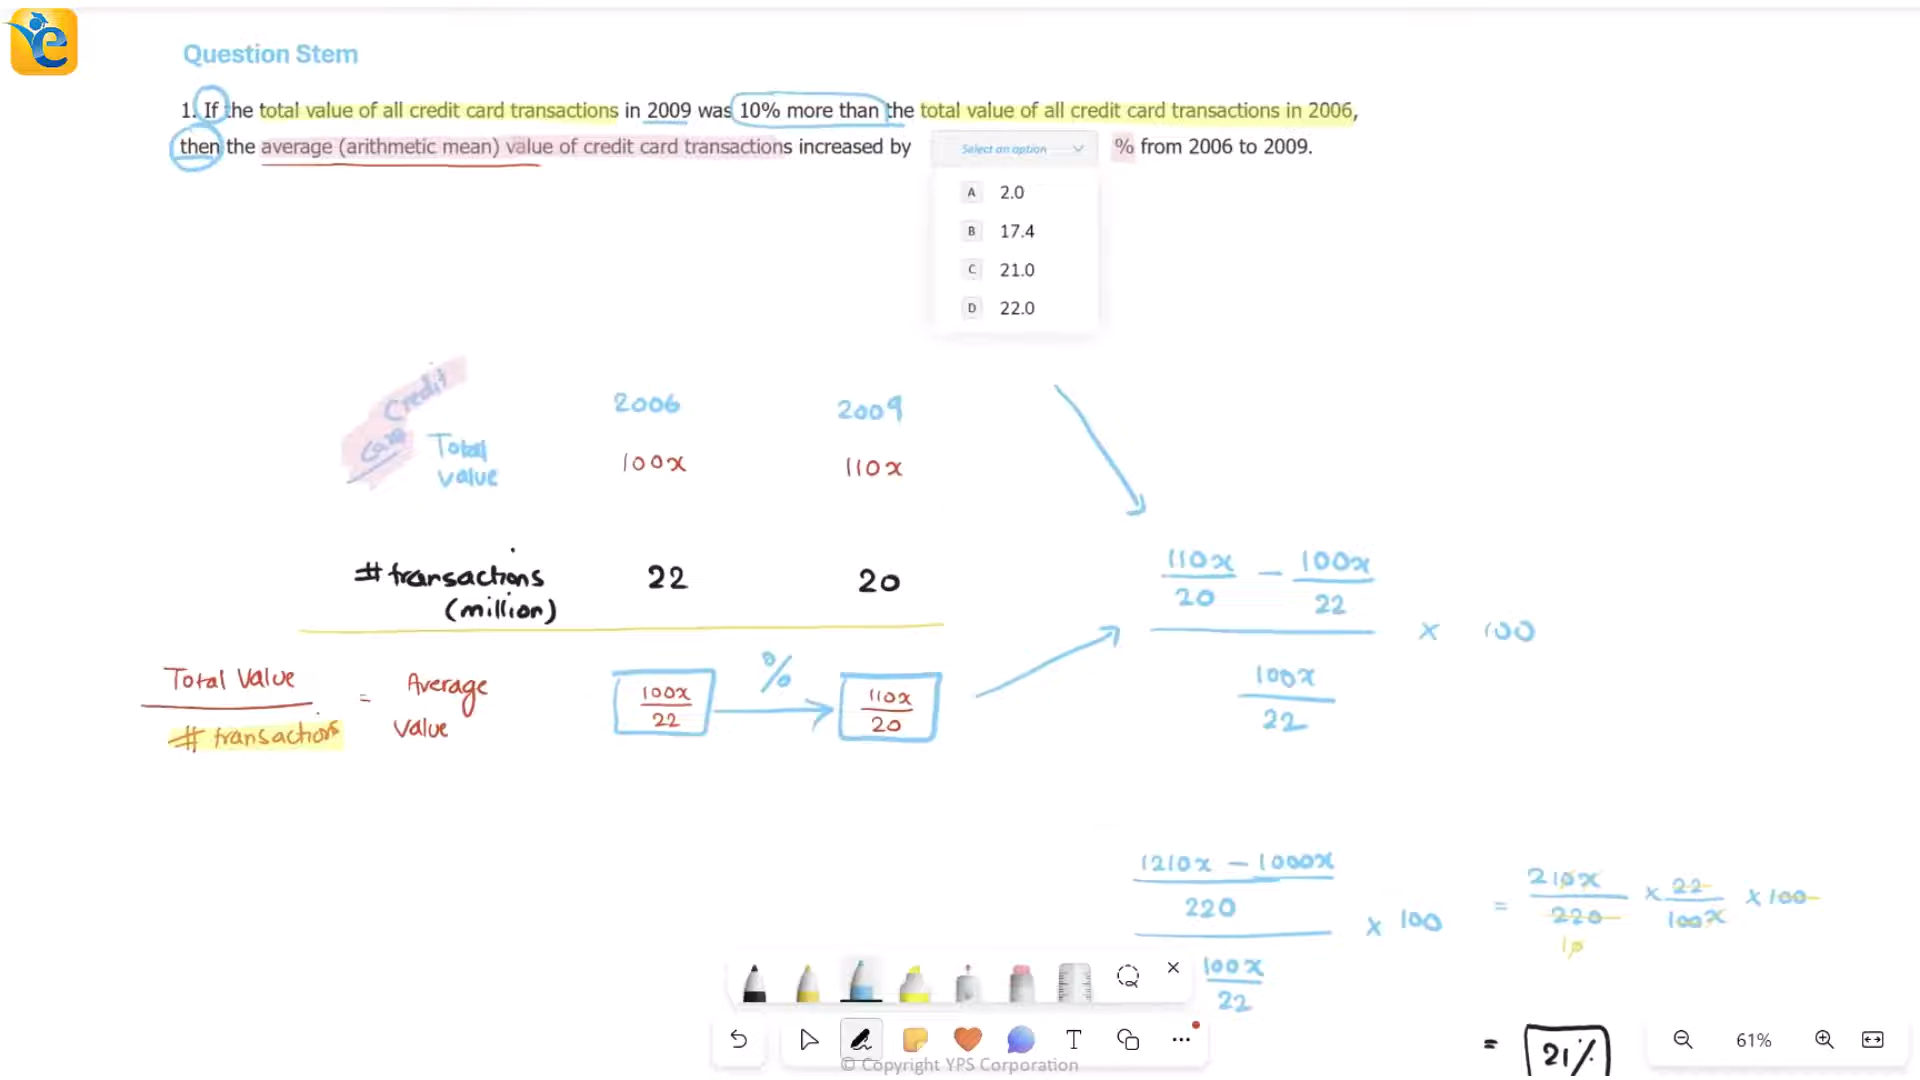 Question Stem
1. If the total value of all credit card transactions in 2009 was 10% more than the total value of all credit card transactions in 2006,
then the average (arithmetic mean) value of credit card transactions increased by Select an option % from 2006 to 2009.
A 2.0
B 17.4
C 21.0
D 22.0
Credit
Card
2006 2009
Total
value
100x 110x
# transactions 22 20
(million)
Total Value
# transactions
= Average
Value
100x
22
%
110x
20
110x
20
-
100x
22
100x
22
x 100
1210x - 1000x
220
100x
22
x 100
= 210x
220
10
x 22
100x
x 100
= 21%
61%
© Copyright YPS Corporation
T